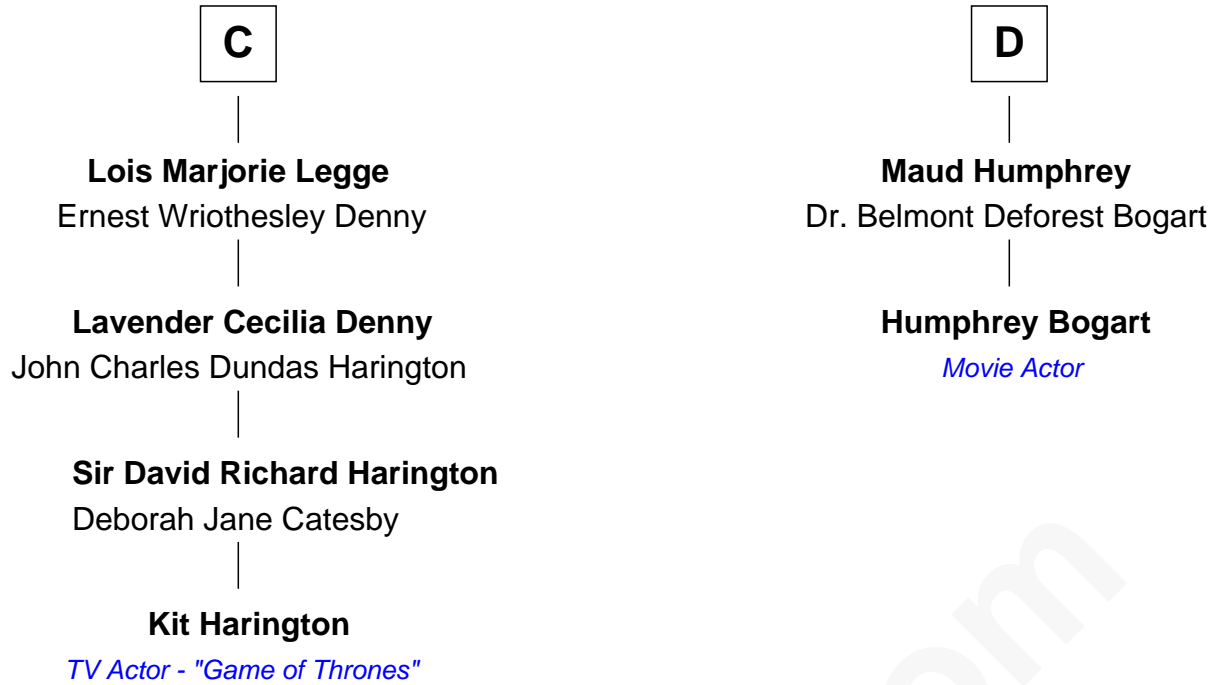 C
Lois Marjorie Legge
Ernest Wriothesley Denny
Lavender Cecilia Denny
John Charles Dundas Harington
Sir David Richard Harington
Deborah Jane Catesby
Kit Harington
TV Actor - "Game of Thrones"
D
Maud Humphrey
Dr. Belmont Deforest Bogart
Humphrey Bogart
Movie Actor
om